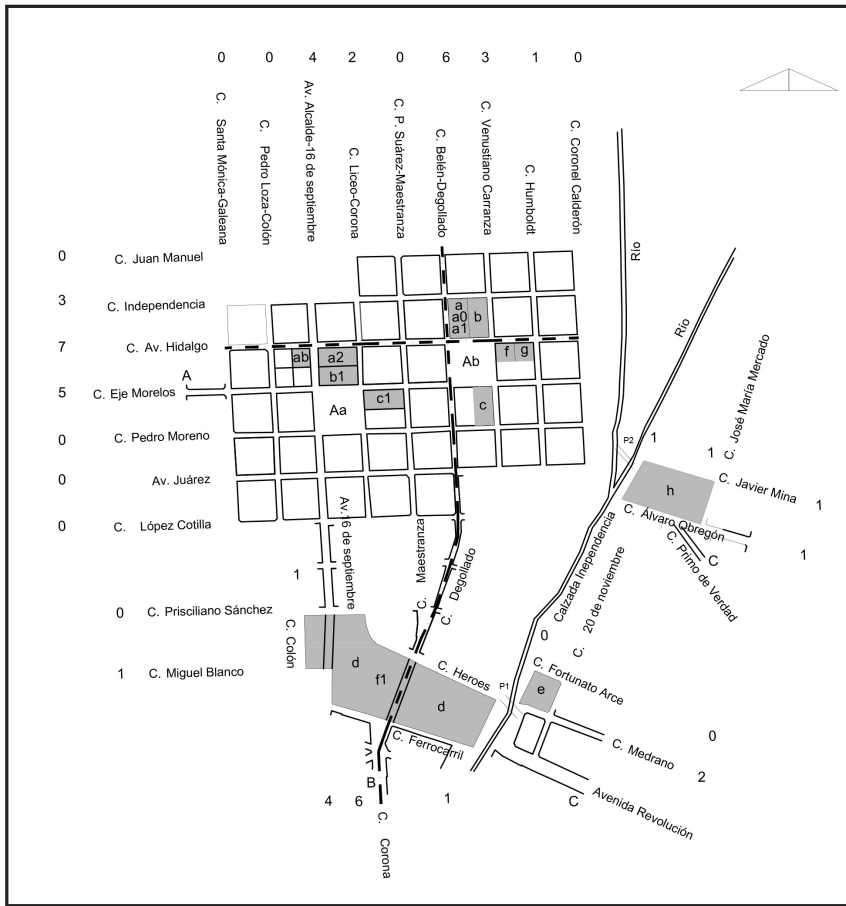 0 0 4 2 0 6 3 1 0
C. Santa Mónica-Galeana
C. Pedro Loza-Colón
Av. Alcalde-16 de septiembre
C. Liceo-Corona
C. P. Suárez-Maestranza
C. Belén-Degollado
C. Venustiano Carranza
C. Humboldt
C. Coronel Calderón
0 C. Juan Manuel
3 C. Independencia
7 C. Av. Hidalgo
A
5 C. Eje Morelos
0 C. Pedro Moreno
0 Av. Juárez
0 C. López Cotilla
1
0 C. Prisciliano Sánchez
1 C. Miguel Blanco
a
a0 b
a1
ab a2 Ab f g
b1
Aa c1 c
Río
Río
P2 1
1 C. José María Mercado
h
C. Javier Mina 1
C. Álvaro Obregón
1
C
C. Primo de Verdad
Av.16 de septiembre
C. Maestranza
C. Degollado
Calzada Inependencia
C. 20 de noviembre
0
C. Colón
d f1 d
C. Heroes
P1
C. Fortunato Arce
e
0
C. Medrano
2
C. Ferrocarril
B
4 6 1
C
Avenida Revolución
C. Corona